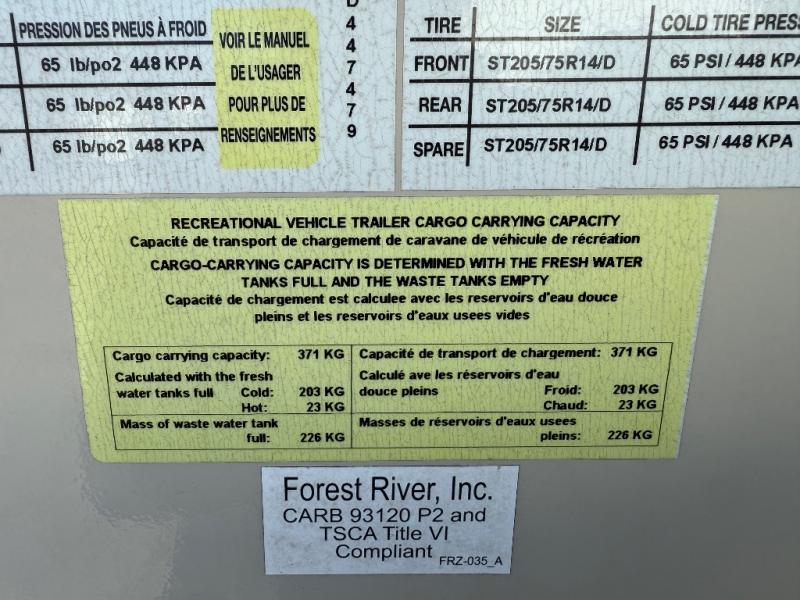 PRESSION DES PNEUS À FROID
65 lb/po2 448 KPA
65 lb/po2 448 KPA
65 lb/po2 448 KPA
VOIR LE MANUEL
DE L'USAGER
POUR PLUS DE
RENSEIGNEMENTS
4
4
7
4
7
9
TIRE SIZE COLD TIRE PRESS
FRONT ST205/75R14/D 65 PSI / 448 KPA
REAR ST205/75R14/D 65 PSI / 448 KPA
SPARE ST205/75R14/D 65 PSI / 448 KPA
RECREATIONAL VEHICLE TRAILER CARGO CARRYING CAPACITY
Capacité de transport de chargement de caravane de véhicule de récréation
CARGO-CARRYING CAPACITY IS DETERMINED WITH THE FRESH WATER
TANKS FULL AND THE WASTE TANKS EMPTY
Capacité de chargement est calculee avec les reservoirs d'eau douce
pleins et les reservoirs d'eaux usees vides
Cargo carrying capacity: 371 KG
Calculated with the fresh
water tanks full Cold: 203 KG
Hot: 23 KG
Mass of waste water tank
full: 226 KG
Capacité de transport de chargement: 371 KG
Calculé ave les réservoirs d'eau
douce pleins Froid: 203 KG
Chaud: 23 KG
Masses de réservoirs d'eaux usees
pleins: 226 KG
Forest River, Inc.
CARB 93120 P2 and
TSCA Title VI
Compliant
FRZ-035_A